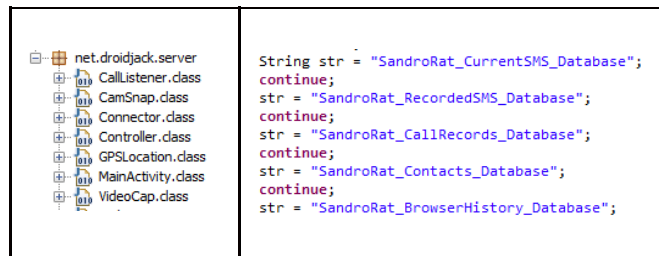 net.droidjack.server
CallListener.class
CamSnap.class
Connector.class
Controller.class
GPSLocation.class
MainActivity.class
VideoCap.class
String str = "SandroRat_CurrentSMS_Database";
continue;
str = "SandroRat_RecordedSMS_Database";
continue;
str = "SandroRat_CallRecords_Database";
continue;
str = "SandroRat_Contacts_Database";
continue;
str = "SandroRat_BrowserHistory_Database";